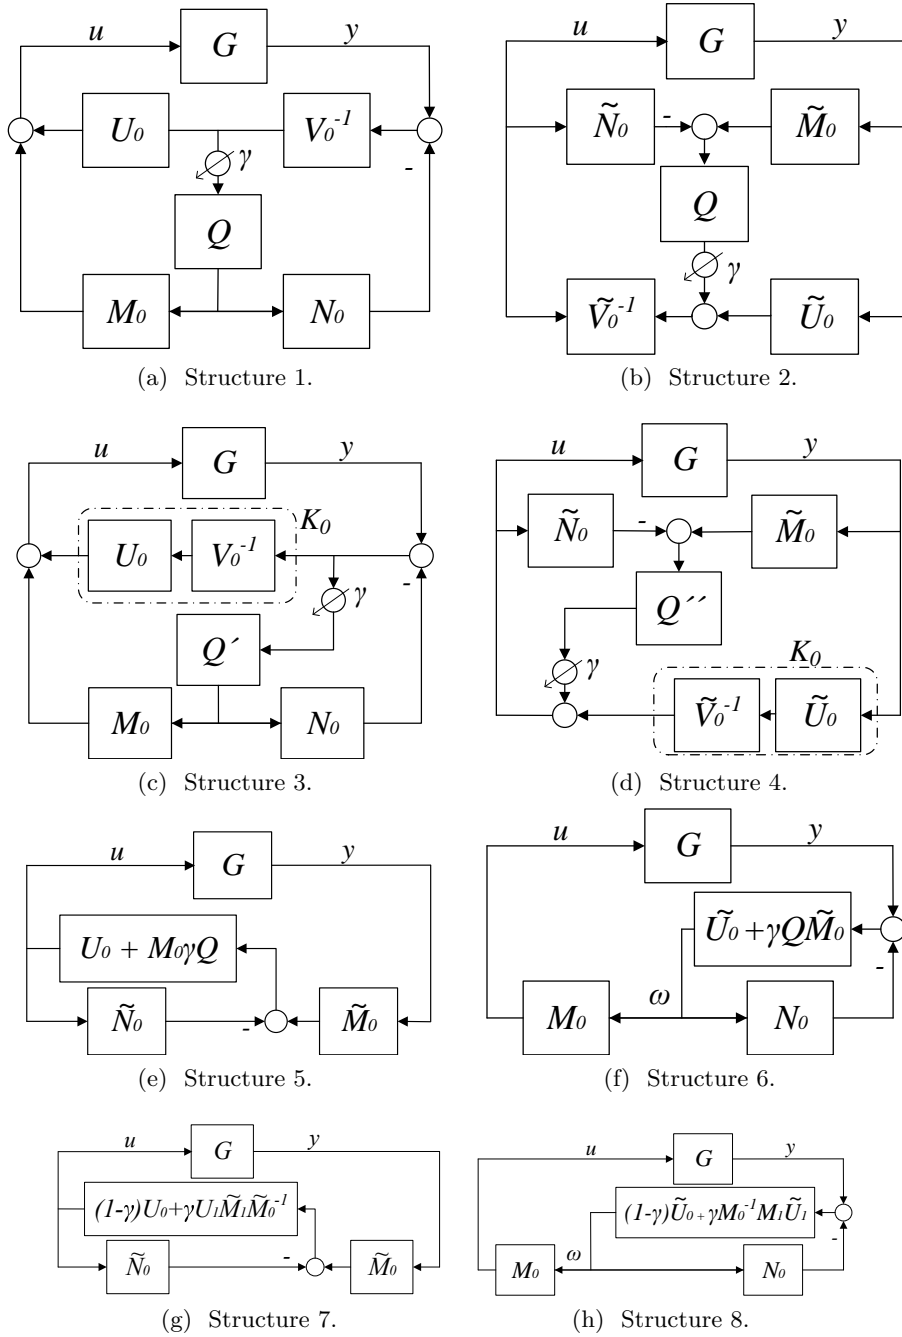 u G y u G y
U₀ V₀⁻¹ Ñ₀ - M̃₀
γ -
Q Q
γ
M₀ N₀ Ṽ₀⁻¹ Ũ₀
(a) Structure 1. (b) Structure 2.
u G y u G y
K₀ Ñ₀ - M̃₀
U₀ V₀⁻¹ -
γ Q´´
Q´ K₀
γ
M₀ N₀ Ṽ₀⁻¹ Ũ₀
(c) Structure 3. (d) Structure 4.
u G y u G y
U₀ + M₀γQ Ũ₀ +γQM̃₀
-
Ñ₀ - M̃₀ M₀ ω N₀
(e) Structure 5. (f) Structure 6.
u G y u G y
(1-γ)U₀+γU₁M̃₁M̃₀⁻¹ (1-γ)Ũ₀+γM₀⁻¹M₁Ũ₁
-
Ñ₀ - M̃₀ M₀ ω N₀
(g) Structure 7. (h) Structure 8.